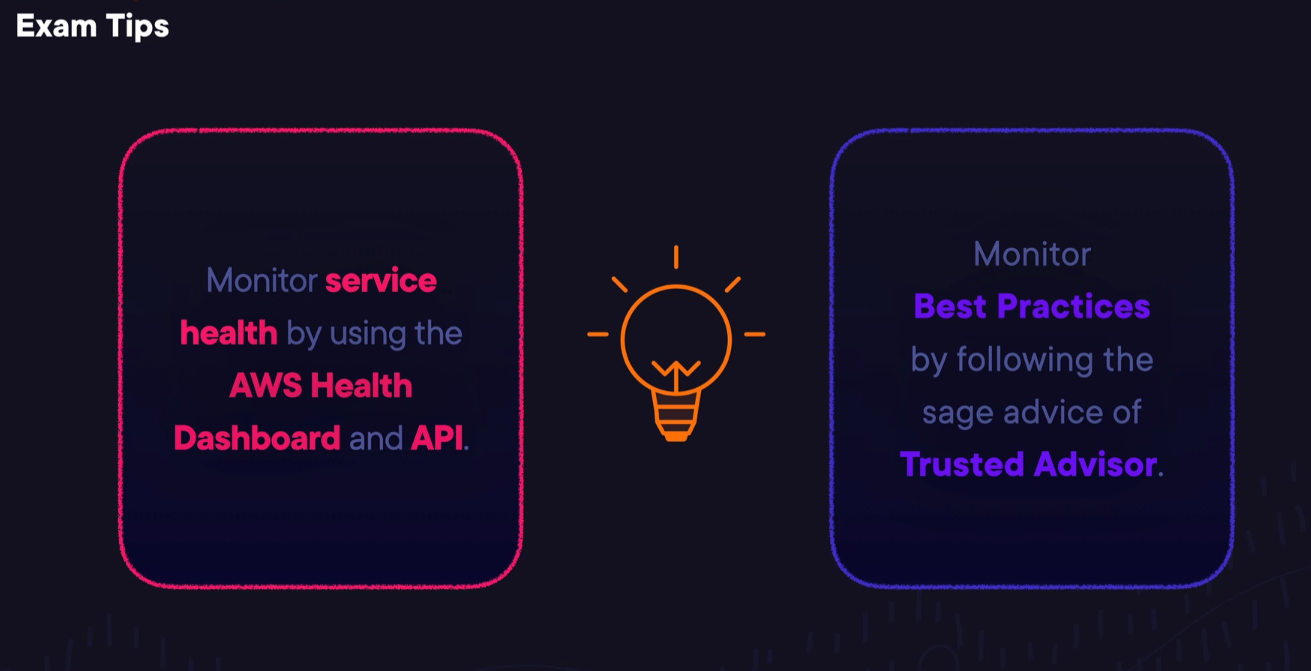 Exam Tips
Monitor service
health by using the
AWS Health
Dashboard and API.
Monitor
Best Practices
by following the
sage advice of
Trusted Advisor.